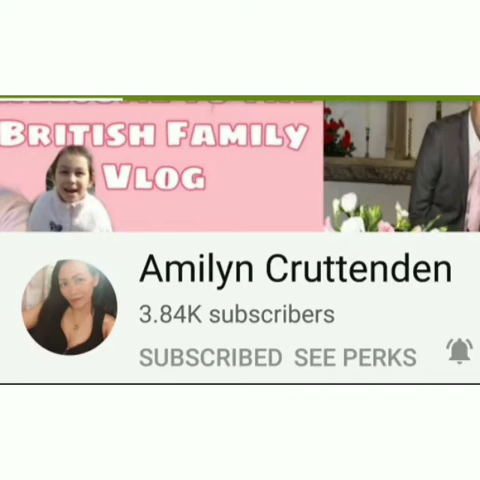 BRITISH FAMILY
VLOG
Amilyn Cruttenden
3.84K subscribers
SUBSCRIBED SEE PERKS